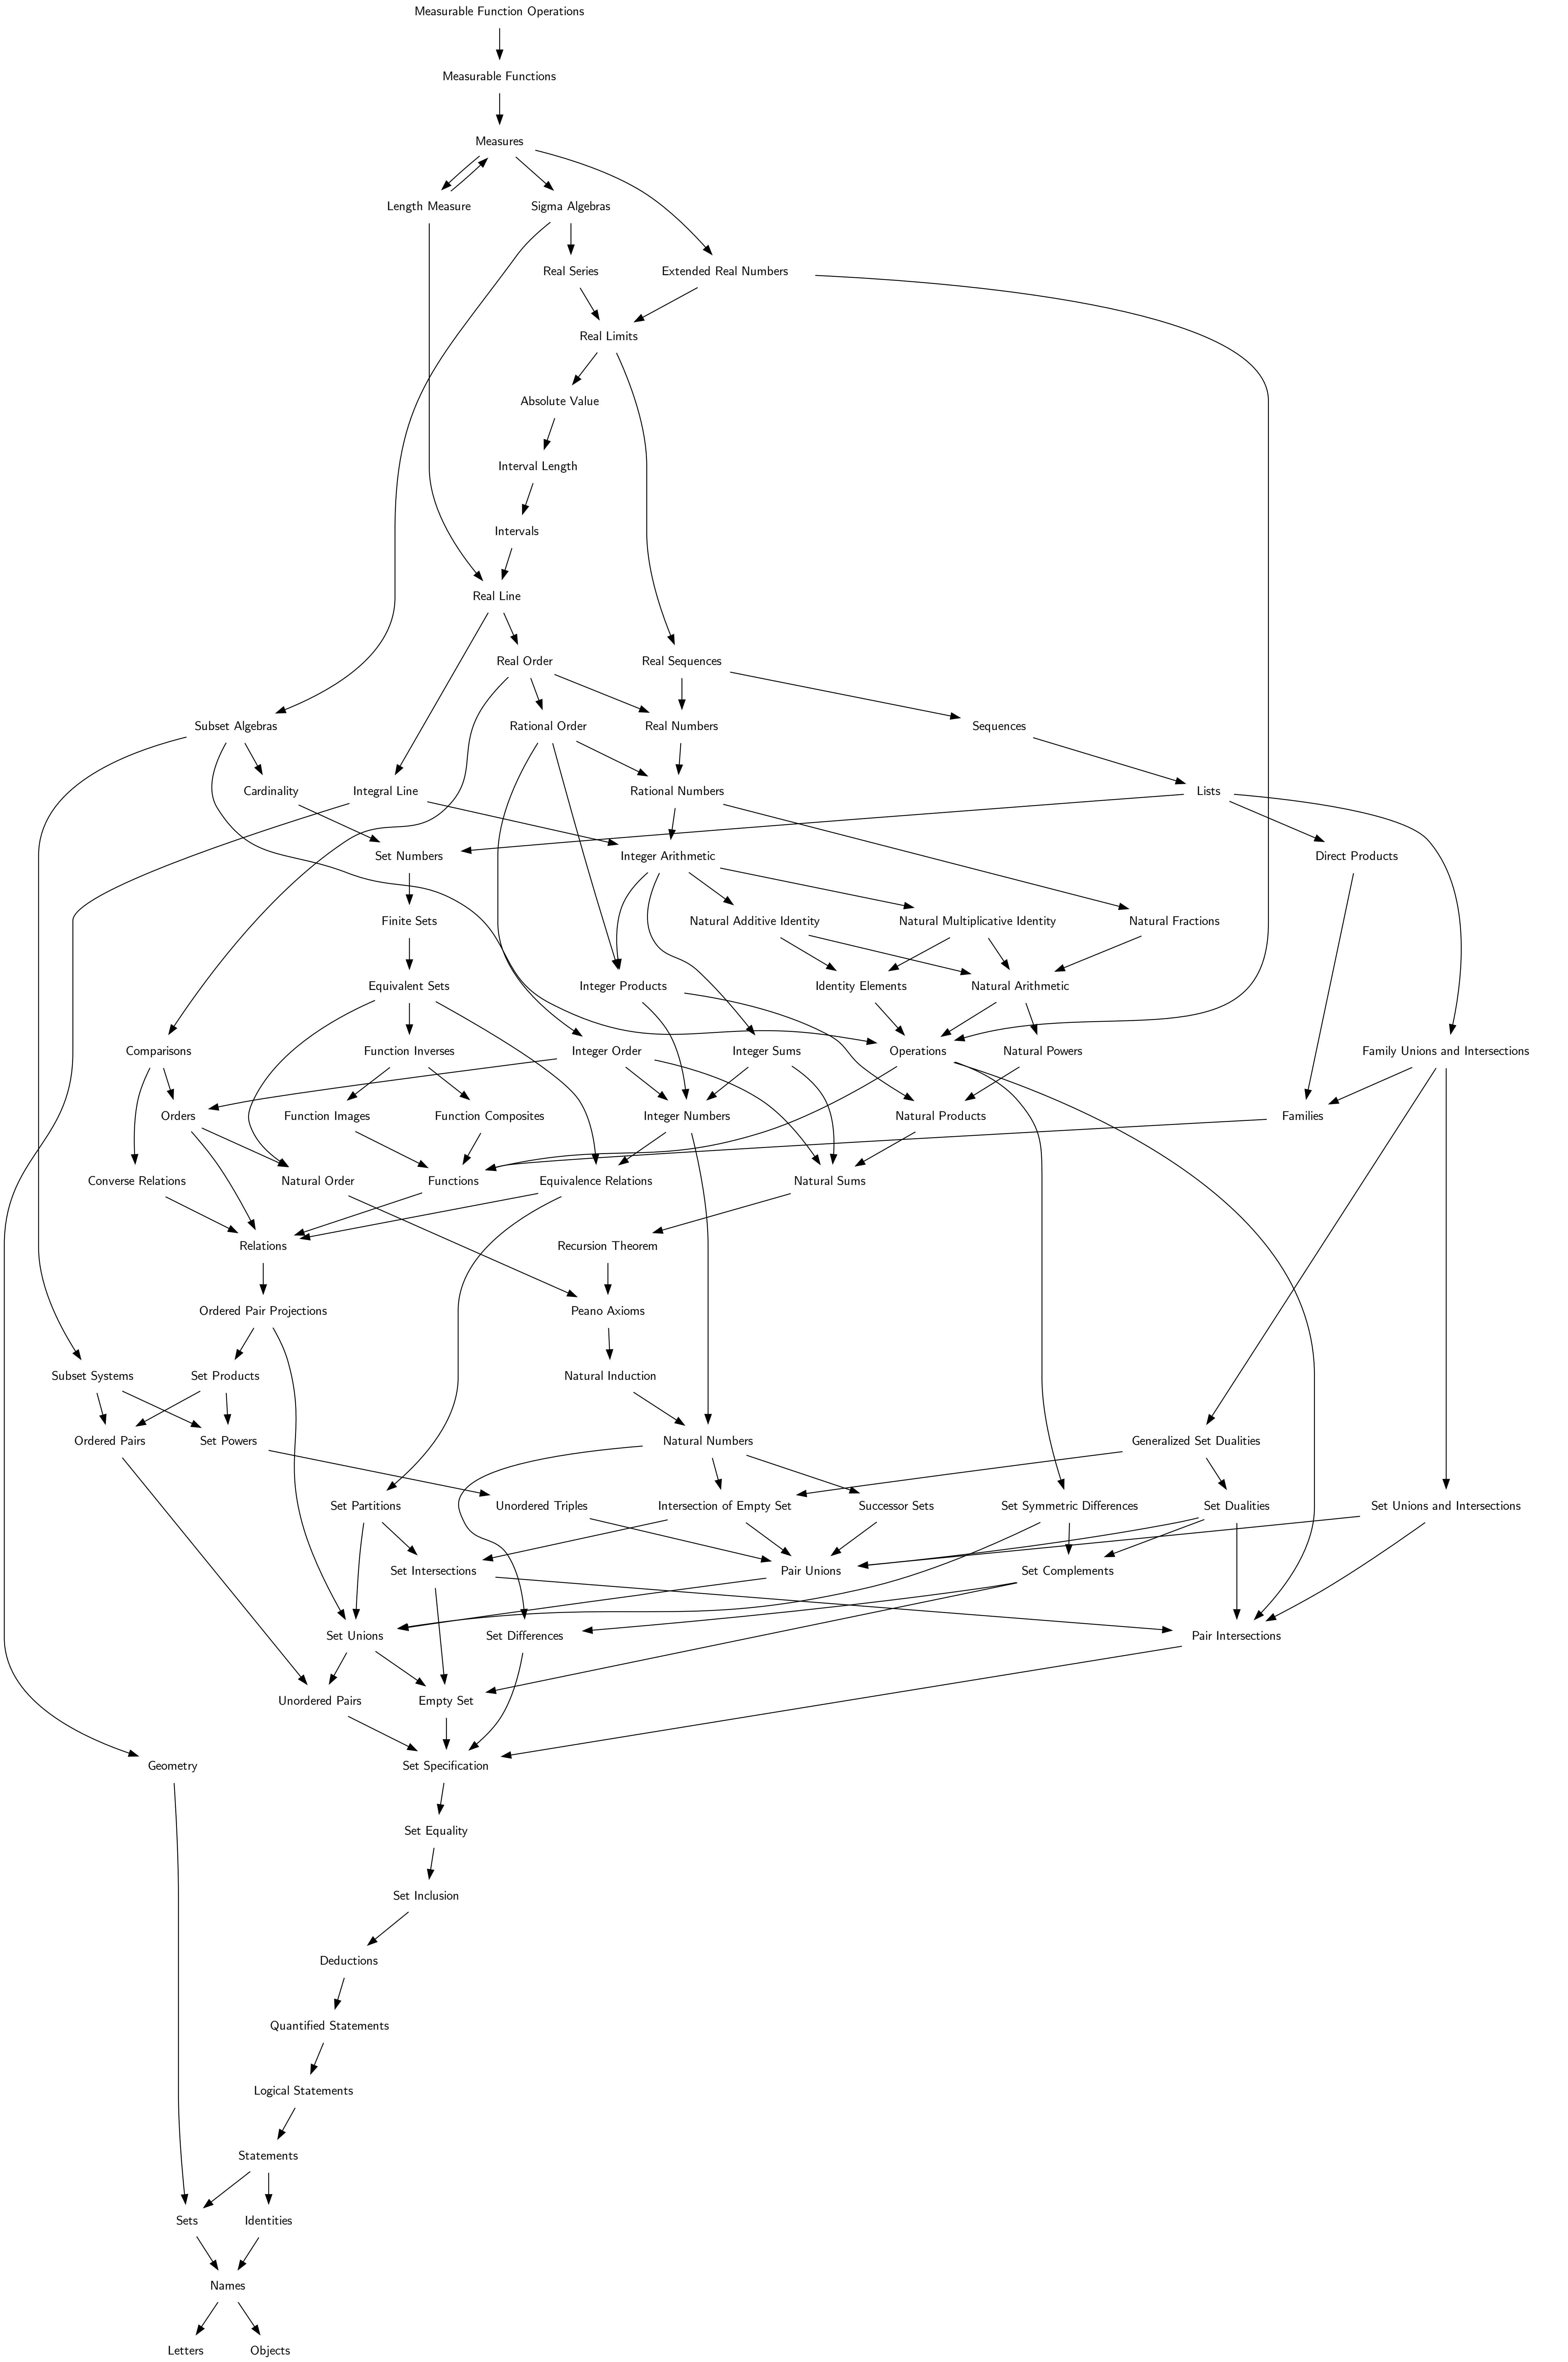 Measurable Function Operations
Measurable Functions
Measures
Length Measure
Sigma Algebras
Real Series
Extended Real Numbers
Real Limits
Absolute Value
Interval Length
Intervals
Real Line
Real Order
Real Sequences
Subset Algebras
Rational Order
Real Numbers
Sequences
Cardinality
Integral Line
Rational Numbers
Lists
Set Numbers
Integer Arithmetic
Direct Products
Finite Sets
Natural Additive Identity
Natural Multiplicative Identity
Natural Fractions
Equivalent Sets
Integer Products
Identity Elements
Natural Arithmetic
Comparisons
Function Inverses
Integer Order
Integer Sums
Operations
Natural Powers
Family Unions and Intersections
Orders
Function Images
Function Composites
Integer Numbers
Natural Products
Families
Converse Relations
Natural Order
Functions
Equivalence Relations
Natural Sums
Relations
Recursion Theorem
Ordered Pair Projections
Peano Axioms
Subset Systems
Set Products
Natural Induction
Ordered Pairs
Set Powers
Natural Numbers
Generalized Set Dualities
Set Partitions
Unordered Triples
Intersection of Empty Set
Successor Sets
Set Symmetric Differences
Set Dualities
Set Unions and Intersections
Set Intersections
Pair Unions
Set Complements
Set Unions
Set Differences
Pair Intersections
Unordered Pairs
Empty Set
Geometry
Set Specification
Set Equality
Set Inclusion
Deductions
Quantified Statements
Logical Statements
Statements
Sets
Identities
Names
Letters
Objects